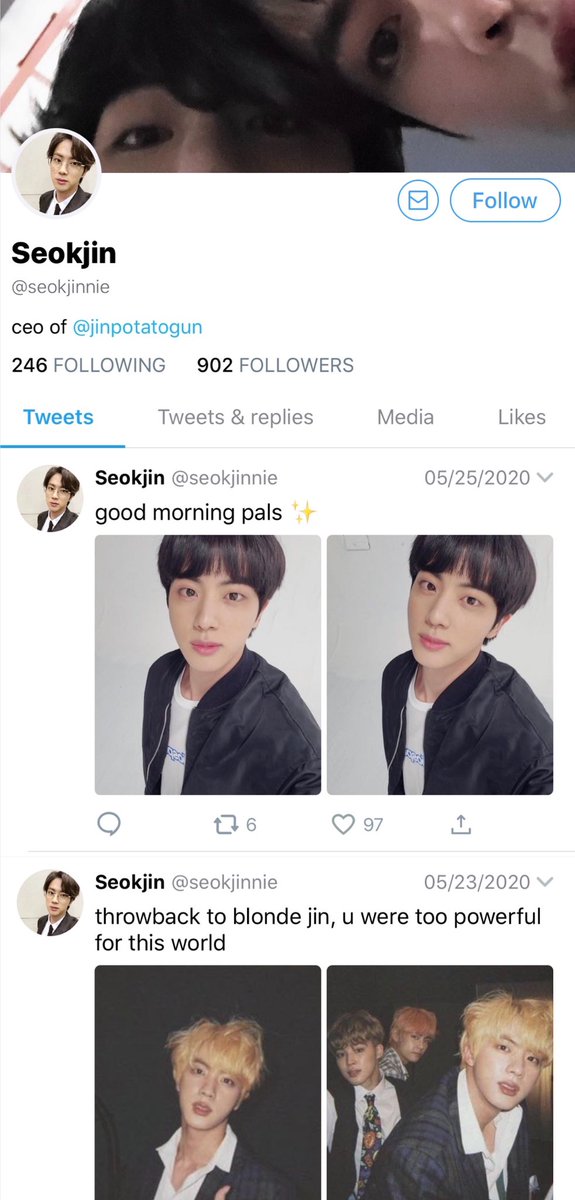 Follow
Seokjin
@seokjinnie
ceo of @jinpotatogun
246 FOLLOWING 902 FOLLOWERS
Tweets Tweets & replies Media Likes
Seokjin @seokjinnie 05/25/2020
good morning pals ✨
6 97
Seokjin @seokjinnie 05/23/2020
throwback to blonde jin, u were too powerful
for this world